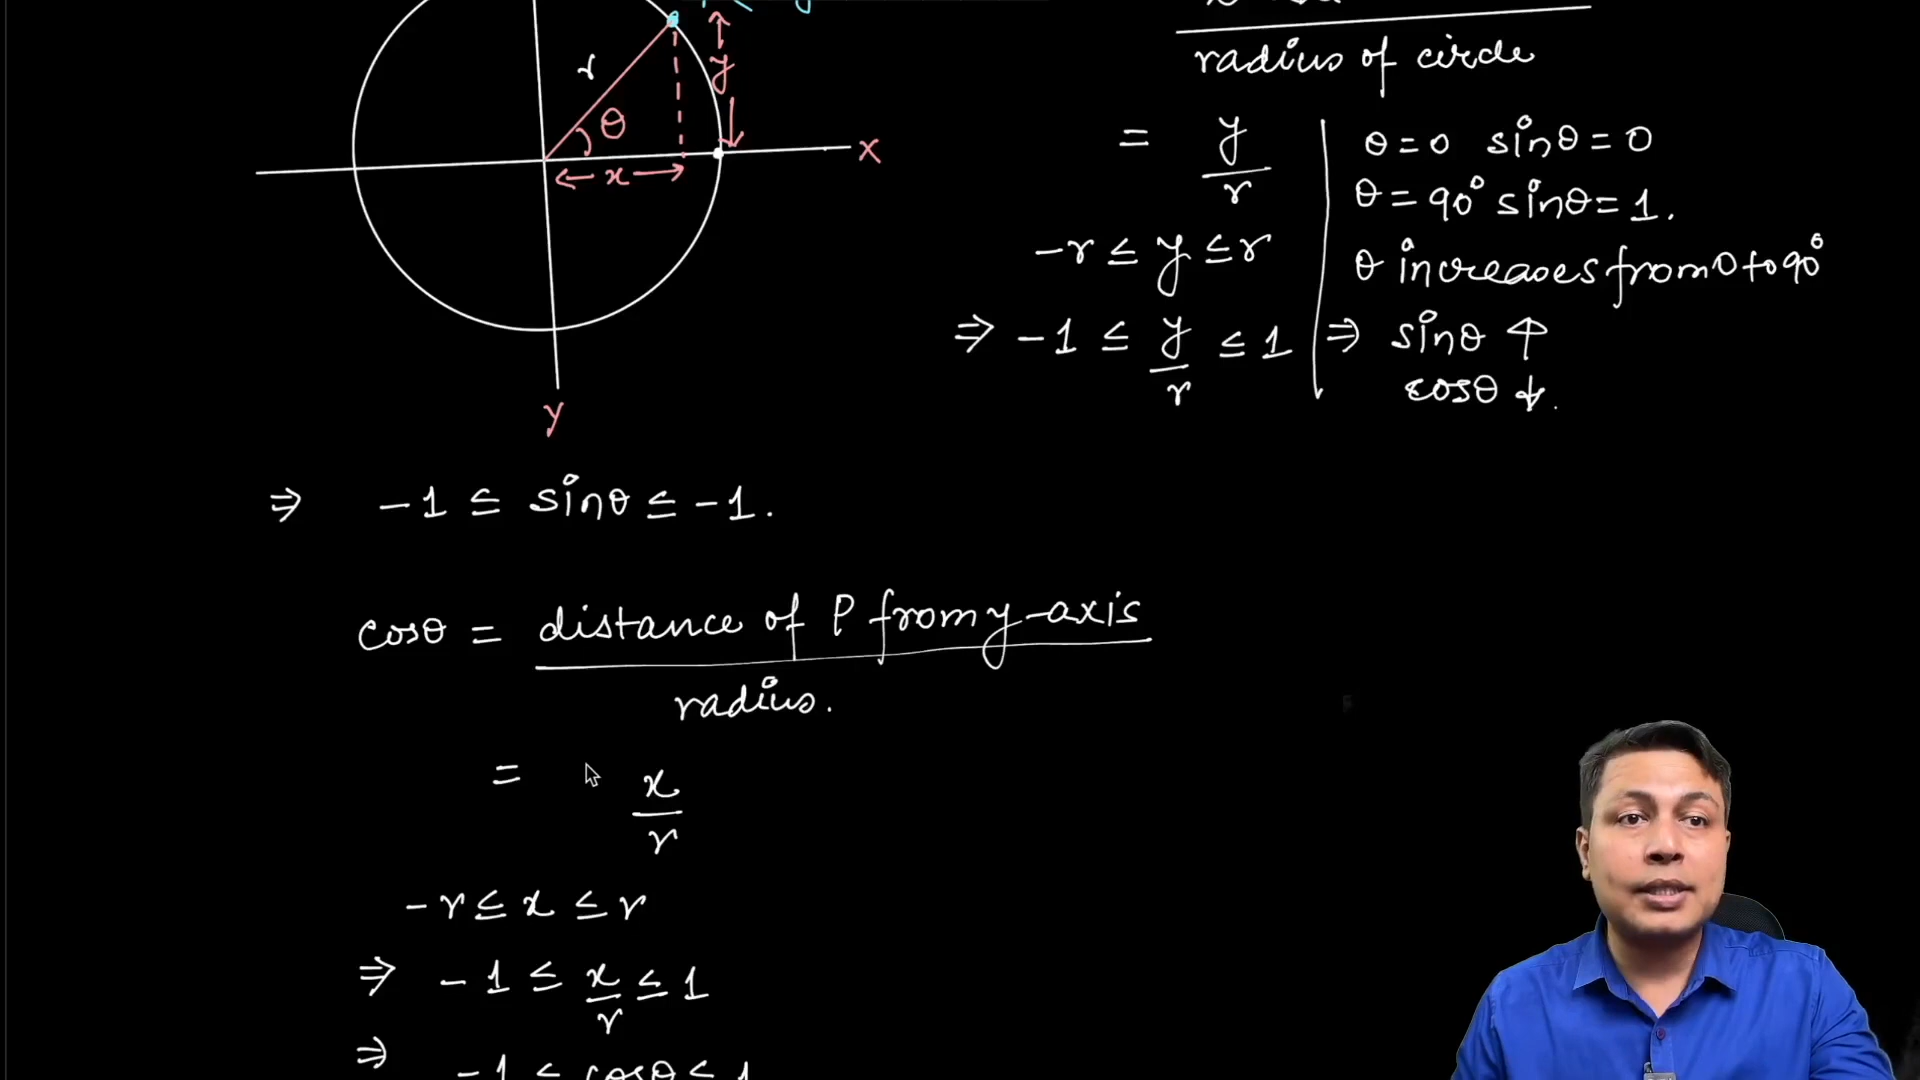 r
θ
y
x
x
y
radius of circle
= y/r
-r ≤ y ≤ r
⇒ -1 ≤ y/r ≤ 1
θ = 0 sinθ = 0
θ = 90° sinθ = 1.
θ increases from 0 to 90°
⇒ sinθ ↑
cosθ ↓.
⇒ -1 ≤ sinθ ≤ -1.
cosθ = distance of P from y-axis
radius.
= x/r
-r ≤ x ≤ r
⇒ -1 ≤ x/r ≤ 1
⇒
-1 ≤ cosθ ≤ 1